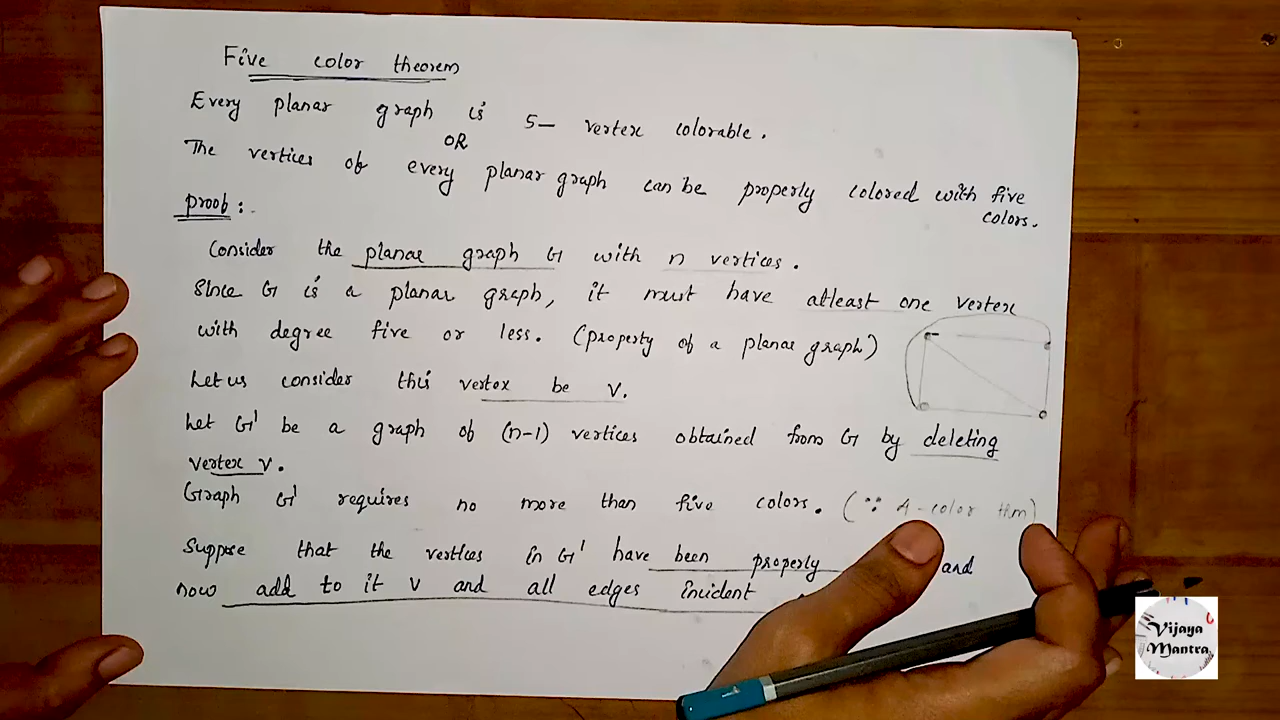 Five color theorem
Every planar graph is 5- vertex colorable.
OR
The vertices of every planar graph can be properly colored with five
colors.
proof:-
Consider the planar graph G with n vertices.
Since G is a planar graph, it must have atleast one vertex
with degree five or less. (property of a planar graph)
Let us consider this vertex be v.
Let G' be a graph of (n-1) vertices obtained from G by deleting
vertex v.
Graph G' requires no more than five colors. (∵ 4-color thm)
Suppose that the vertices in G' have been properly and
now add to it v and all edges incident
Vijaya
Mantra